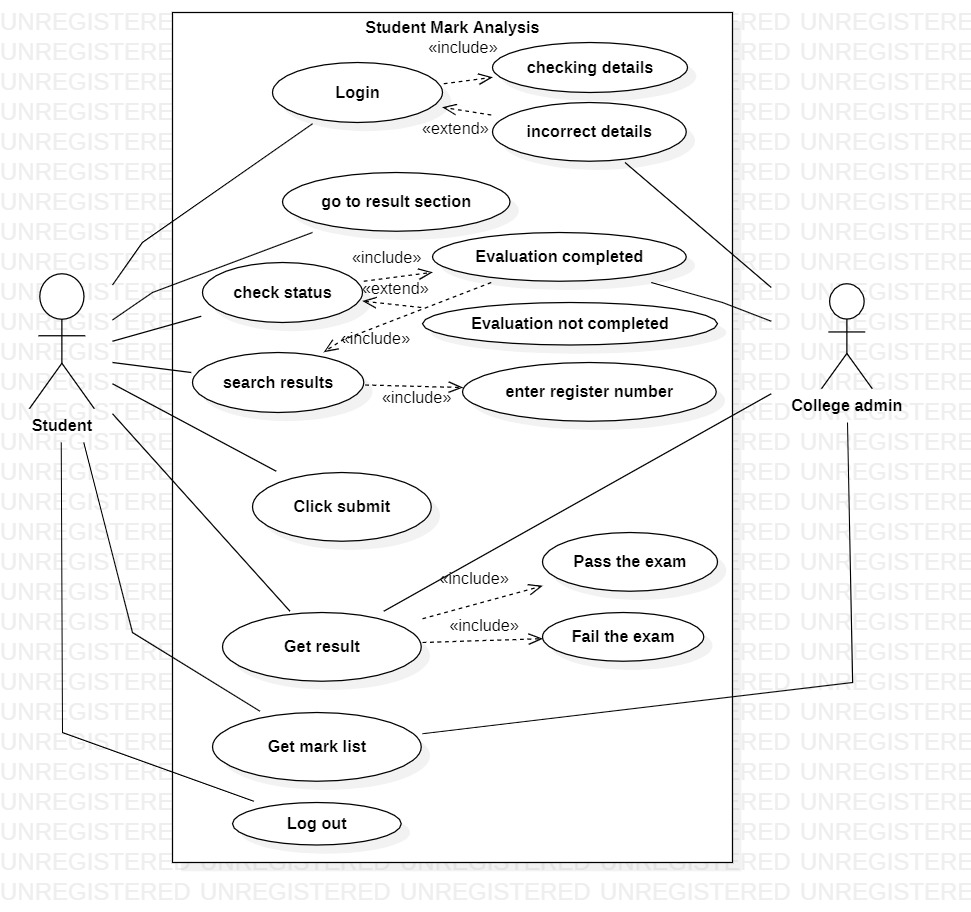 Student Mark Analysis
«include»
checking details
Login
«extend»
incorrect details
go to result section
«include»
Evaluation completed
check status
«extend»
Evaluation not completed
«include»
search results
enter register number
«include»
Student
College admin
Click submit
Pass the exam
«include»
«include»
Fail the exam
Get result
Get mark list
Log out
UNREGISTERED UNREGISTERED UNREGISTERED UNREGISTERED UNREGISTERE